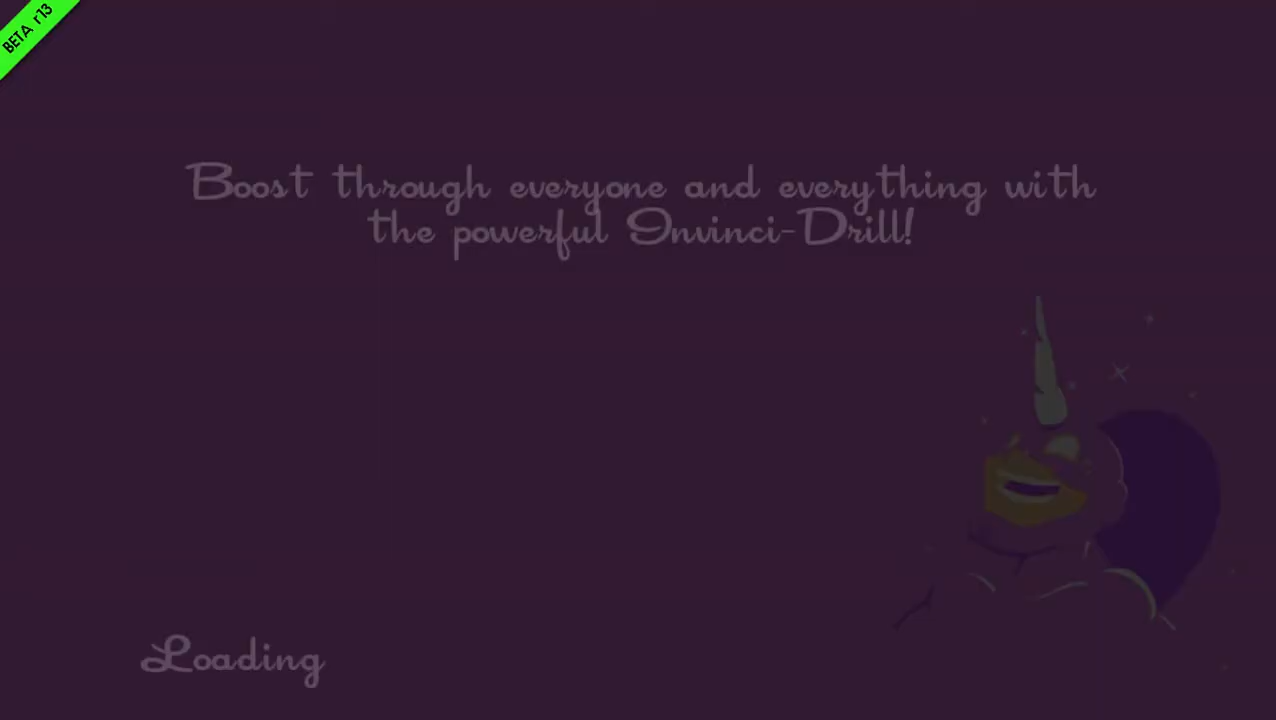 BETA r13
Boost through everyone and everything with
the powerful Invinci-Drill!
Loading